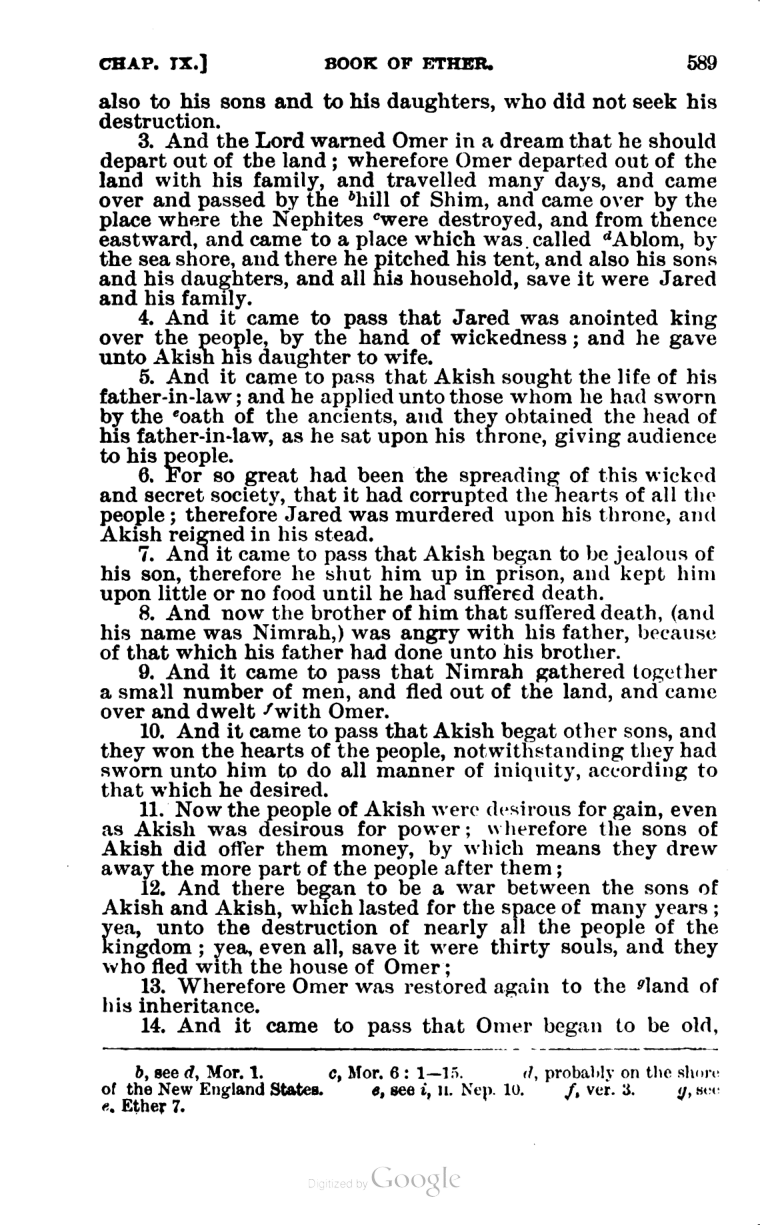 CHAP. IX.] BOOK OF ETHER. 589
also to his sons and to his daughters, who did not seek his
destruction.
3. And the Lord warned Omer in a dream that he should
depart out of the land; wherefore Omer departed out of the
land with his family, and travelled many days, and came
over and passed by the ᵇhill of Shim, and came over by the
place where the Nephites ᶜwere destroyed, and from thence
eastward, and came to a place which was called ᵈAblom, by
the sea shore, and there he pitched his tent, and also his sons
and his daughters, and all his household, save it were Jared
and his family.
4. And it came to pass that Jared was anointed king
over the people, by the hand of wickedness; and he gave
unto Akish his daughter to wife.
5. And it came to pass that Akish sought the life of his
father-in-law; and he applied unto those whom he had sworn
by the ᵉoath of the ancients, and they obtained the head of
his father-in-law, as he sat upon his throne, giving audience
to his people.
6. For so great had been the spreading of this wicked
and secret society, that it had corrupted the hearts of all the
people; therefore Jared was murdered upon his throne, and
Akish reigned in his stead.
7. And it came to pass that Akish began to be jealous of
his son, therefore he shut him up in prison, and kept him
upon little or no food until he had suffered death.
8. And now the brother of him that suffered death, (and
his name was Nimrah,) was angry with his father, because
of that which his father had done unto his brother.
9. And it came to pass that Nimrah gathered together
a small number of men, and fled out of the land, and came
over and dwelt ᶠwith Omer.
10. And it came to pass that Akish begat other sons, and
they won the hearts of the people, notwithstanding they had
sworn unto him to do all manner of iniquity, according to
that which he desired.
11. Now the people of Akish were desirous for gain, even
as Akish was desirous for power; wherefore the sons of
Akish did offer them money, by which means they drew
away the more part of the people after them;
12. And there began to be a war between the sons of
Akish and Akish, which lasted for the space of many years;
yea, unto the destruction of nearly all the people of the
kingdom; yea, even all, save it were thirty souls, and they
who fled with the house of Omer;
13. Wherefore Omer was restored again to the ᵍland of
his inheritance.
14. And it came to pass that Omer began to be old,
b, see d, Mor. 1. c, Mor. 6: 1—15. d, probably on the shore
of the New England States. e, see i, II. Nep. 10. f, ver. 3. g, see
e. Ether 7.
Digitized by Google